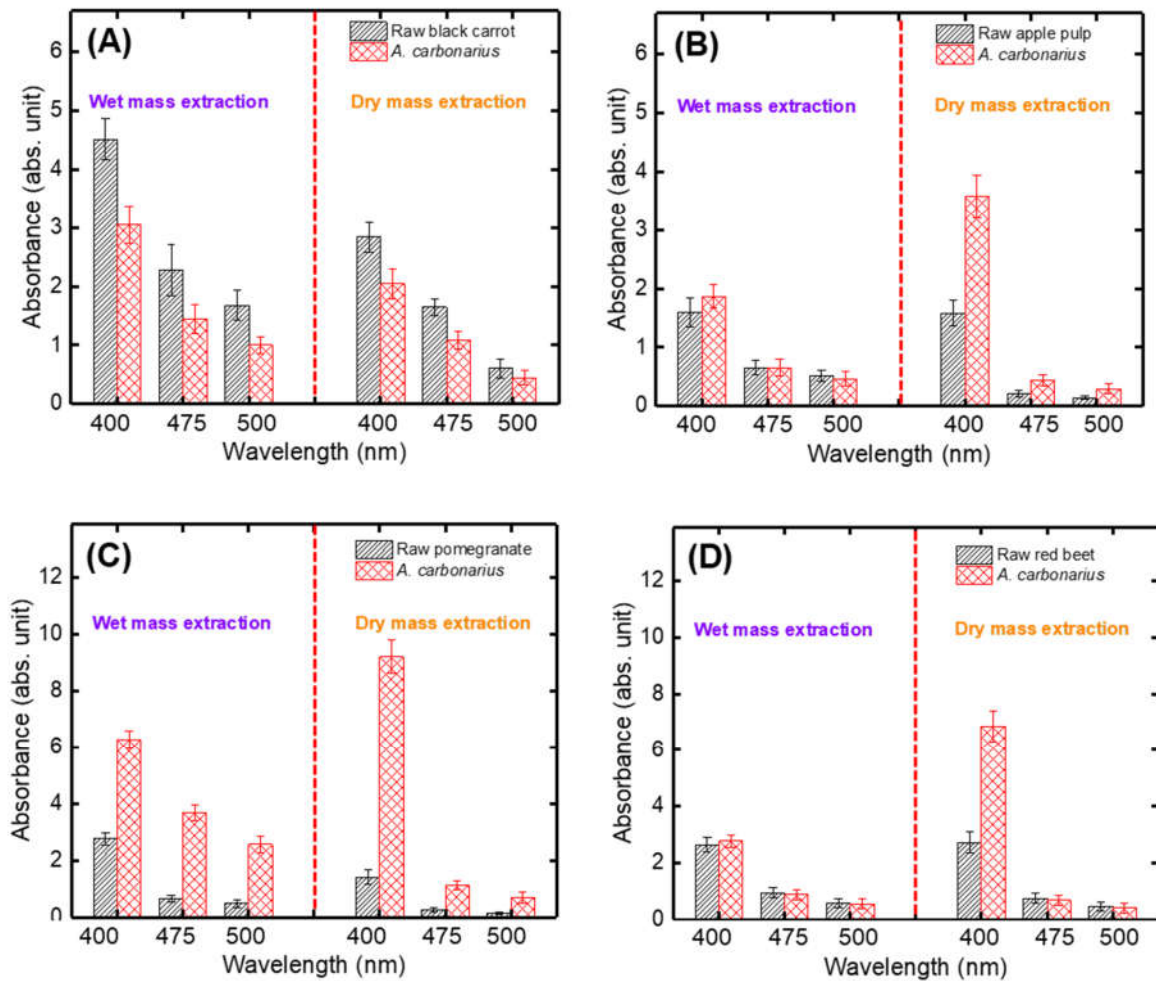 (A)
Raw black carrot
A. carbonarius
Wet mass extraction
Dry mass extraction
Absorbance (abs. unit)
6
5
4
3
2
1
0
400 475 500 400 475 500
Wavelength (nm)
(B)
Raw apple pulp
A. carbonarius
Wet mass extraction
Dry mass extraction
Absorbance (abs. unit)
6
5
4
3
2
1
0
400 475 500 400 475 500
Wavelength (nm)
(C)
Raw pomegranate
A. carbonarius
Wet mass extraction
Dry mass extraction
Absorbance (abs. unit)
12
10
8
6
4
2
0
400 475 500 400 475 500
Wavelength (nm)
(D)
Raw red beet
A. carbonarius
Wet mass extraction
Dry mass extraction
Absorbance (abs. unit)
12
10
8
6
4
2
0
400 475 500 400 475 500
Wavelength (nm)